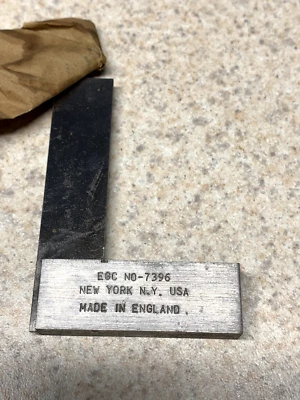 EGC NO-7396
NEW YORK N.Y. USA
MADE IN ENGLAND.